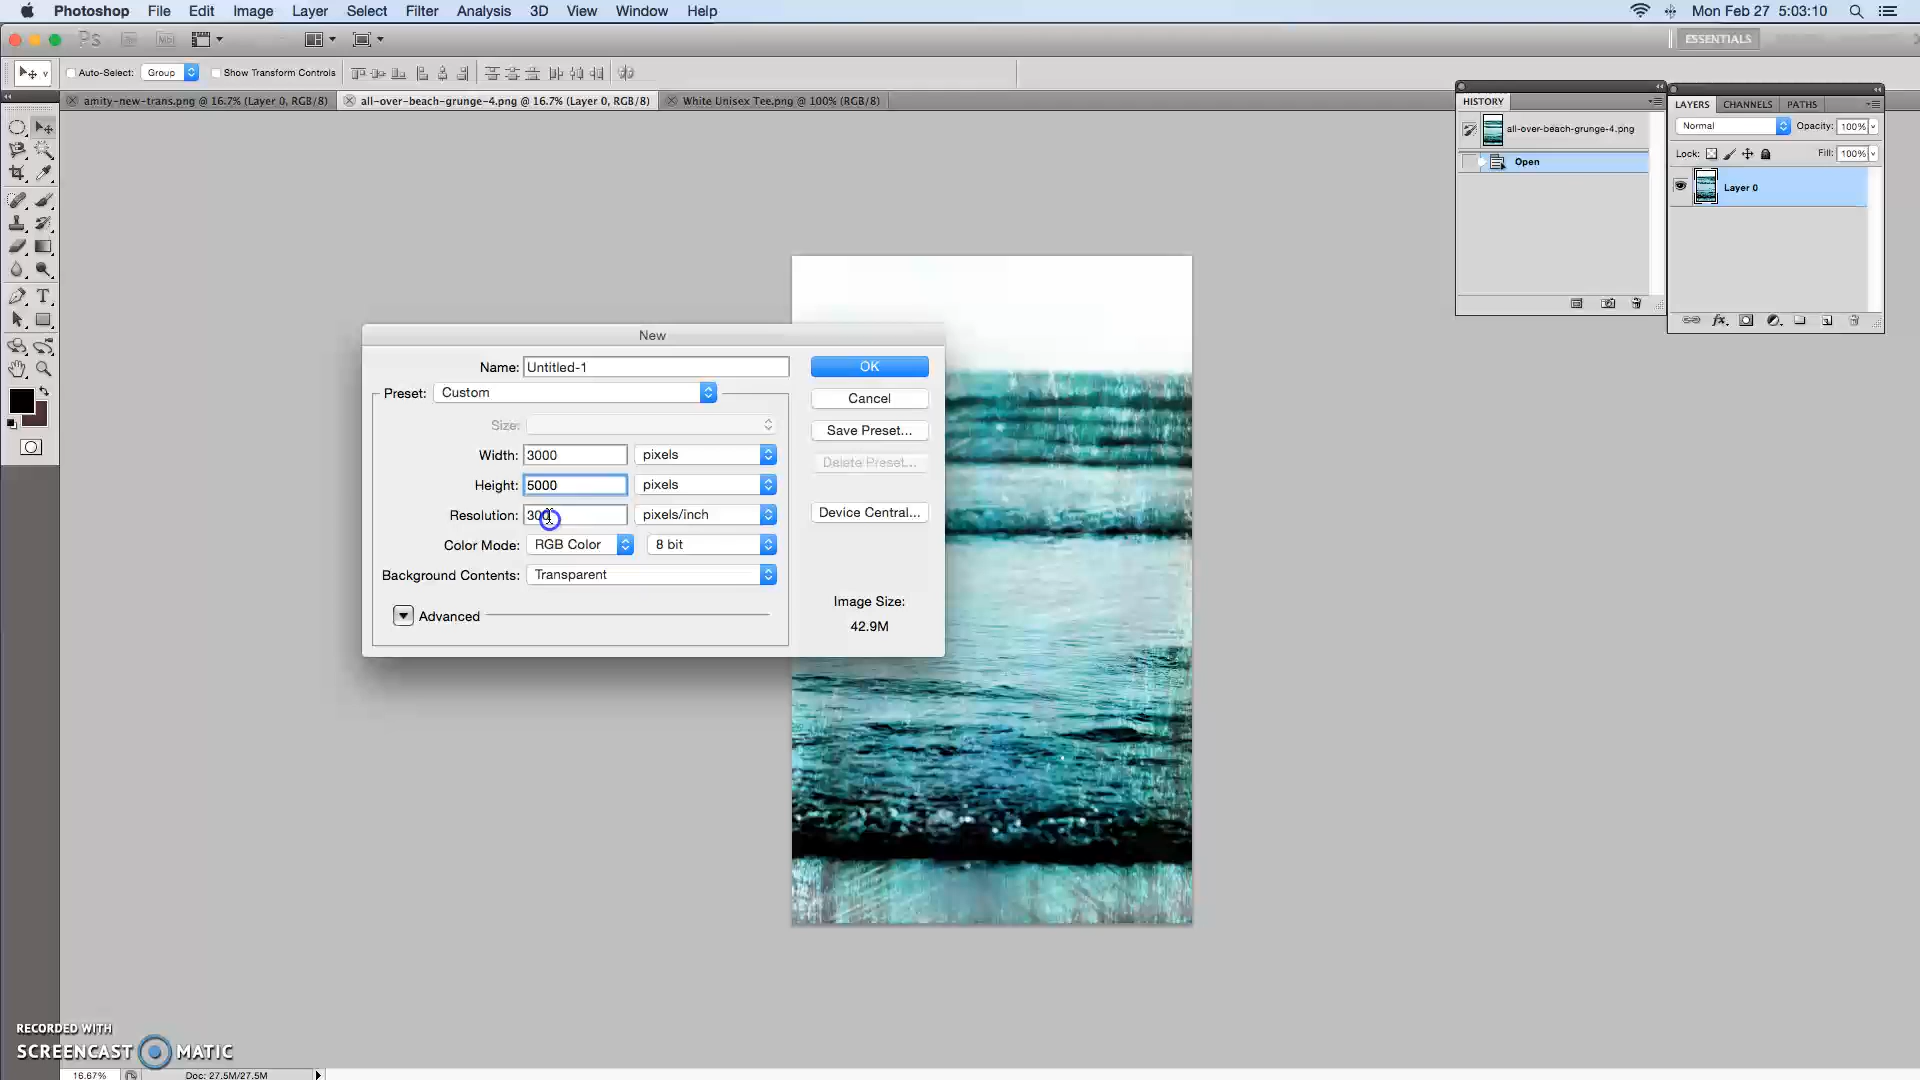 Photoshop File Edit Image Layer Select Filter Analysis 3D View Window Help Mon Feb 27 5:03:10
Ps Br Mb ESSENTIALS
Auto-Select: Group Show Transform Controls
amity-new-trans.png @ 16.7% (Layer 0, RGB/8) all-over-beach-grunge-4.png @ 16.7% (Layer 0, RGB/8) White Unisex Tee.png @ 100% (RGB/8)
HISTORY
all-over-beach-grunge-4.png
Open
LAYERS CHANNELS PATHS
Normal Opacity: 100%
Lock: Fill: 100%
Layer 0
New
Name: Untitled-1
OK
Preset: Custom
Cancel
Size:
Save Preset...
Width: 3000 pixels
Delete Preset...
Height: 5000 pixels
Resolution: 300 pixels/inch
Device Central...
Color Mode: RGB Color 8 bit
Background Contents: Transparent
Image Size:
Advanced
42.9M
RECORDED WITH
SCREENCAST MATIC
16.67% Doc: 27.5M/27.5M